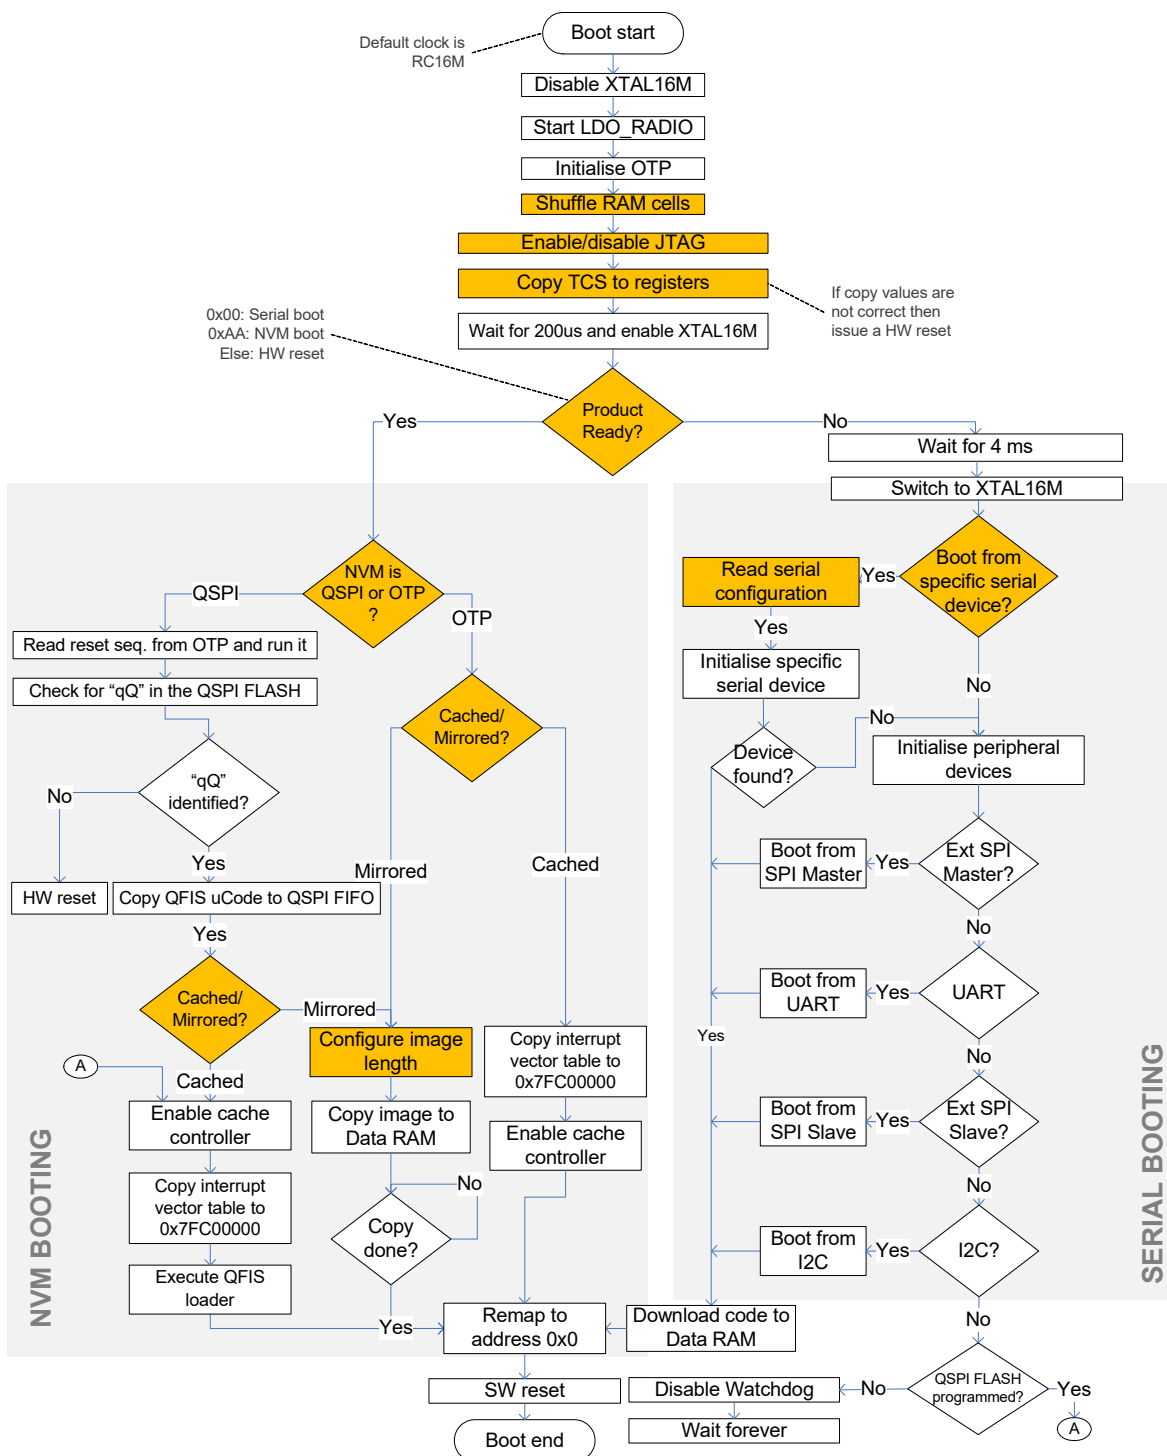 Boot start
Default clock is
RC16M
Disable XTAL16M
Start LDO_RADIO
Initialise OTP
Shuffle RAM cells
Enable/disable JTAG
Copy TCS to registers
If copy values are
not correct then
issue a HW reset
0x00: Serial boot
0xAA: NVM boot
Else: HW reset
Wait for 200us and enable XTAL16M
Product
Ready?
Yes
No
Wait for 4 ms
Switch to XTAL16M
NVM BOOTING
NVM is
QSPI or OTP
?
QSPI
OTP
Read reset seq. from OTP and run it
Check for “qQ” in the QSPI FLASH
“qQ”
identified?
No
Yes
HW reset
Copy QFIS uCode to QSPI FIFO
Yes
Cached/
Mirrored?
Mirrored
Cached
A
Enable cache
controller
Copy interrupt
vector table to
0x7FC00000
Execute QFIS
loader
Cached/
Mirrored?
Mirrored
Cached
Configure image
length
Copy image to
Data RAM
No
Copy
done?
Yes
Copy interrupt
vector table to
0x7FC00000
Enable cache
controller
Remap to
address 0x0
SW reset
Boot end
SERIAL BOOTING
Boot from
specific serial
device?
Yes
Read serial
configuration
Yes
Initialise specific
serial device
No
No
Device
found?
Initialise peripheral
devices
Ext SPI
Master?
Yes
Boot from
SPI Master
No
UART
Yes
Boot from
UART
Yes
No
Ext SPI
Slave?
Yes
Boot from
SPI Slave
No
I2C?
Yes
Boot from
I2C
No
Download code to
Data RAM
QSPI FLASH
programmed?
No
Yes
A
Disable Watchdog
Wait forever